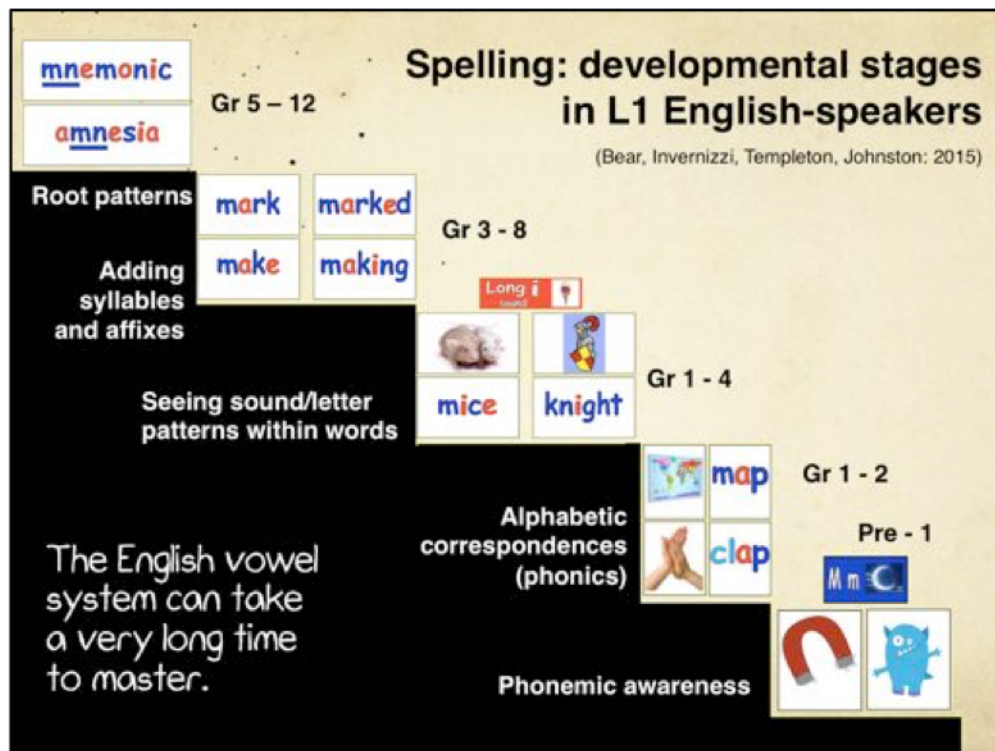 Spelling: developmental stages
in L1 English-speakers
(Bear, Invernizzi, Templeton, Johnston: 2015)
mnemonic
amnesia
Gr 5 – 12
Root patterns
mark marked
make making
Gr 3 - 8
Adding
syllables
and affixes
Long i
sound
mice knight
Gr 1 - 4
Seeing sound/letter
patterns within words
map
clap
Gr 1 - 2
Alphabetic
correspondences
(phonics)
Pre - 1
M m
Phonemic awareness
The English vowel
system can take
a very long time
to master.